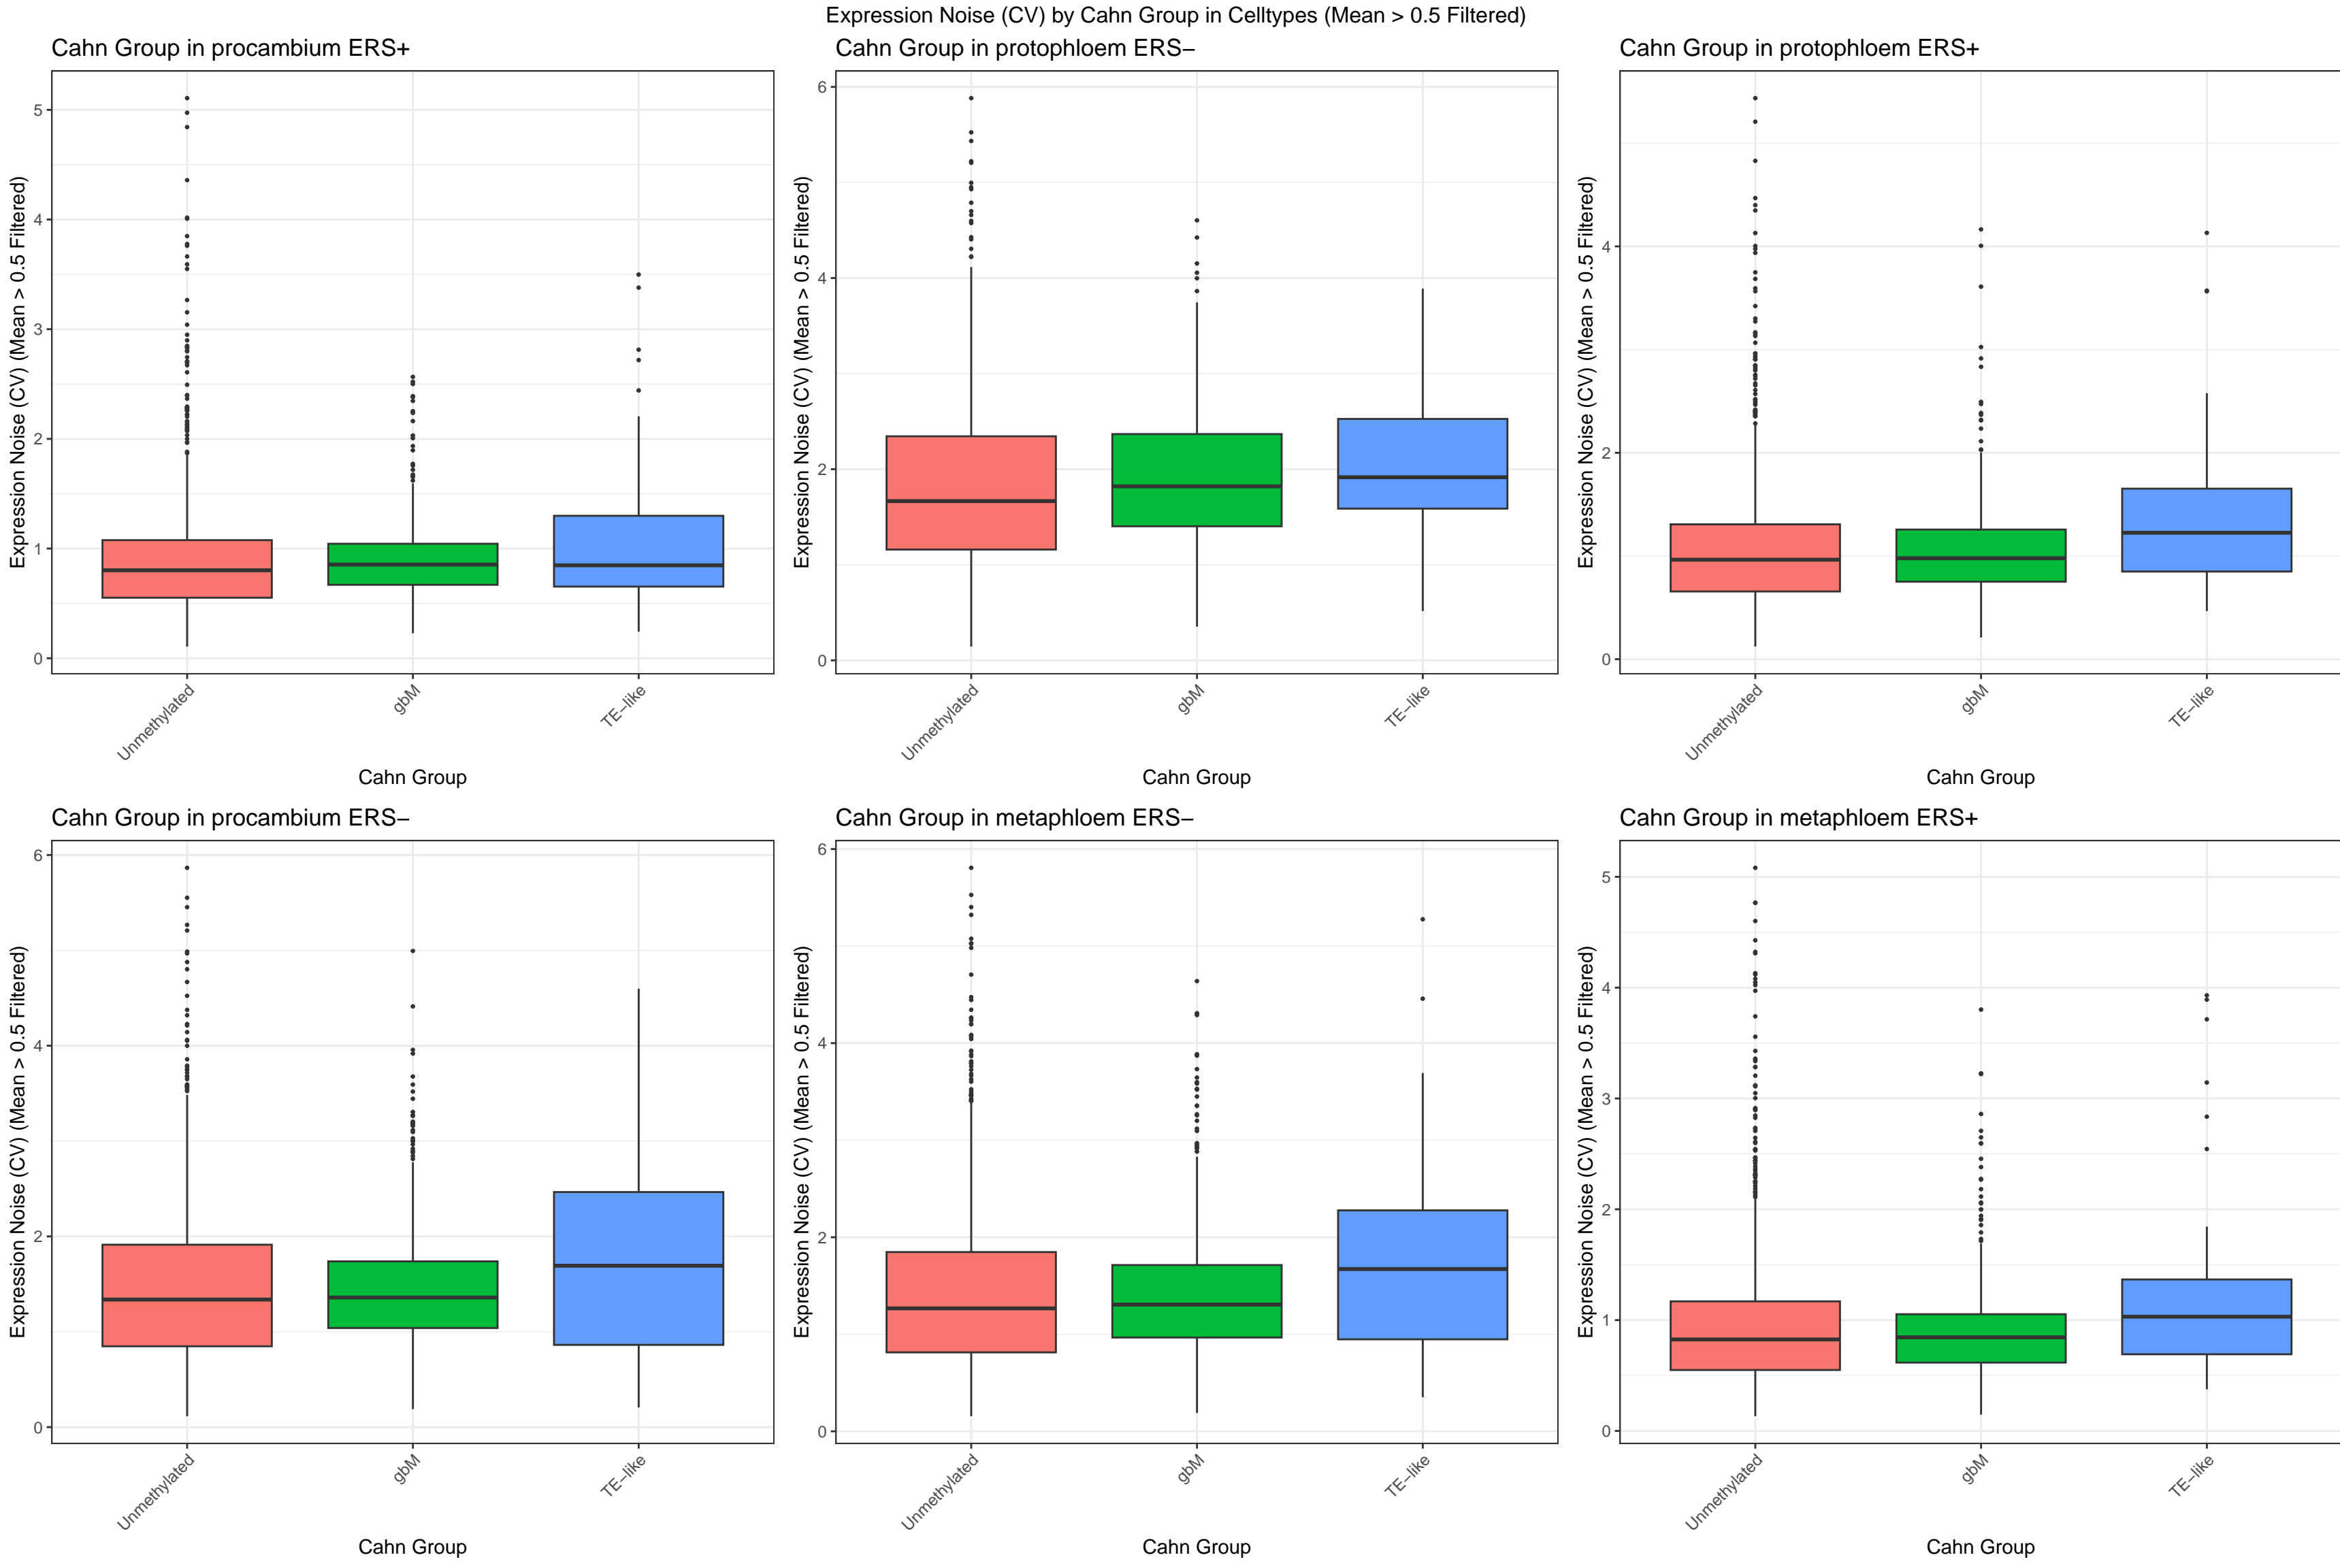 Expression Noise (CV) by Cahn Group in Celltypes (Mean > 0.5 Filtered)
Cahn Group in procambium ERS+
Expression Noise (CV) (Mean > 0.5 Filtered)
5
4
3
2
1
0
Unmethylated
gbM
TE–like
Cahn Group
Cahn Group in protophloem ERS–
Expression Noise (CV) (Mean > 0.5 Filtered)
6
4
2
0
Unmethylated
gbM
TE–like
Cahn Group
Cahn Group in protophloem ERS+
Expression Noise (CV) (Mean > 0.5 Filtered)
4
2
0
Unmethylated
gbM
TE–like
Cahn Group
Cahn Group in procambium ERS–
Expression Noise (CV) (Mean > 0.5 Filtered)
6
4
2
0
Unmethylated
gbM
TE–like
Cahn Group
Cahn Group in metaphloem ERS–
Expression Noise (CV) (Mean > 0.5 Filtered)
6
4
2
0
Unmethylated
gbM
TE–like
Cahn Group
Cahn Group in metaphloem ERS+
Expression Noise (CV) (Mean > 0.5 Filtered)
5
4
3
2
1
0
Unmethylated
gbM
TE–like
Cahn Group